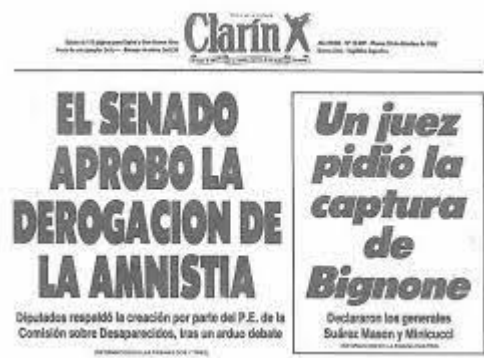 Clarín
EL SENADO
APROBO LA
DEROGACION DE
LA AMNISTIA
Diputados respaldó la creación por parte del P.E. de la
Comisión sobre Desaparecidos, tras un arduo debate
Un juez
pidió la
captura
de
Bignone
Declararon los generales
Suárez Mason y Minicucci